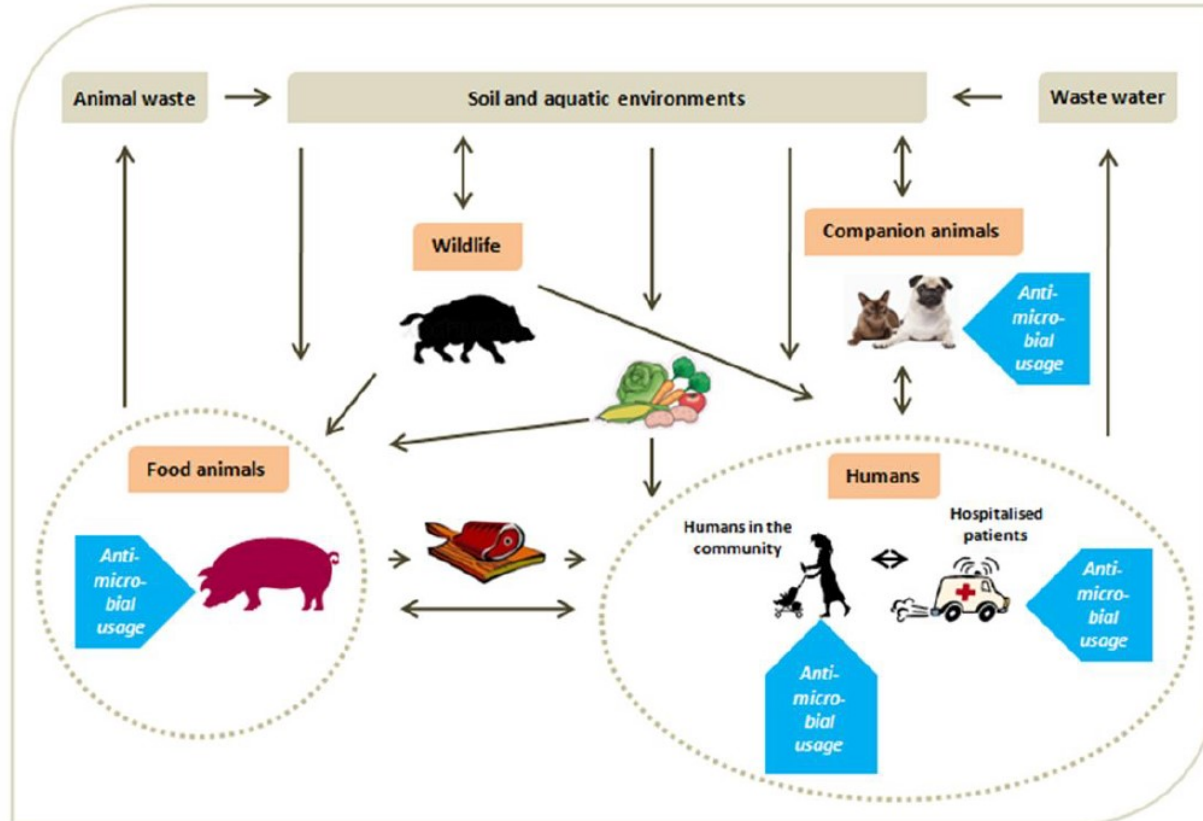 Animal waste
Soil and aquatic environments
Waste water
Wildlife
Companion animals
Anti-
micro-
bial
usage
Food animals
Humans
Humans in the
community
Hospitalised
patients
Anti-
micro-
bial
usage
Anti-
micro-
bial
usage
Anti-
micro-
bial
usage